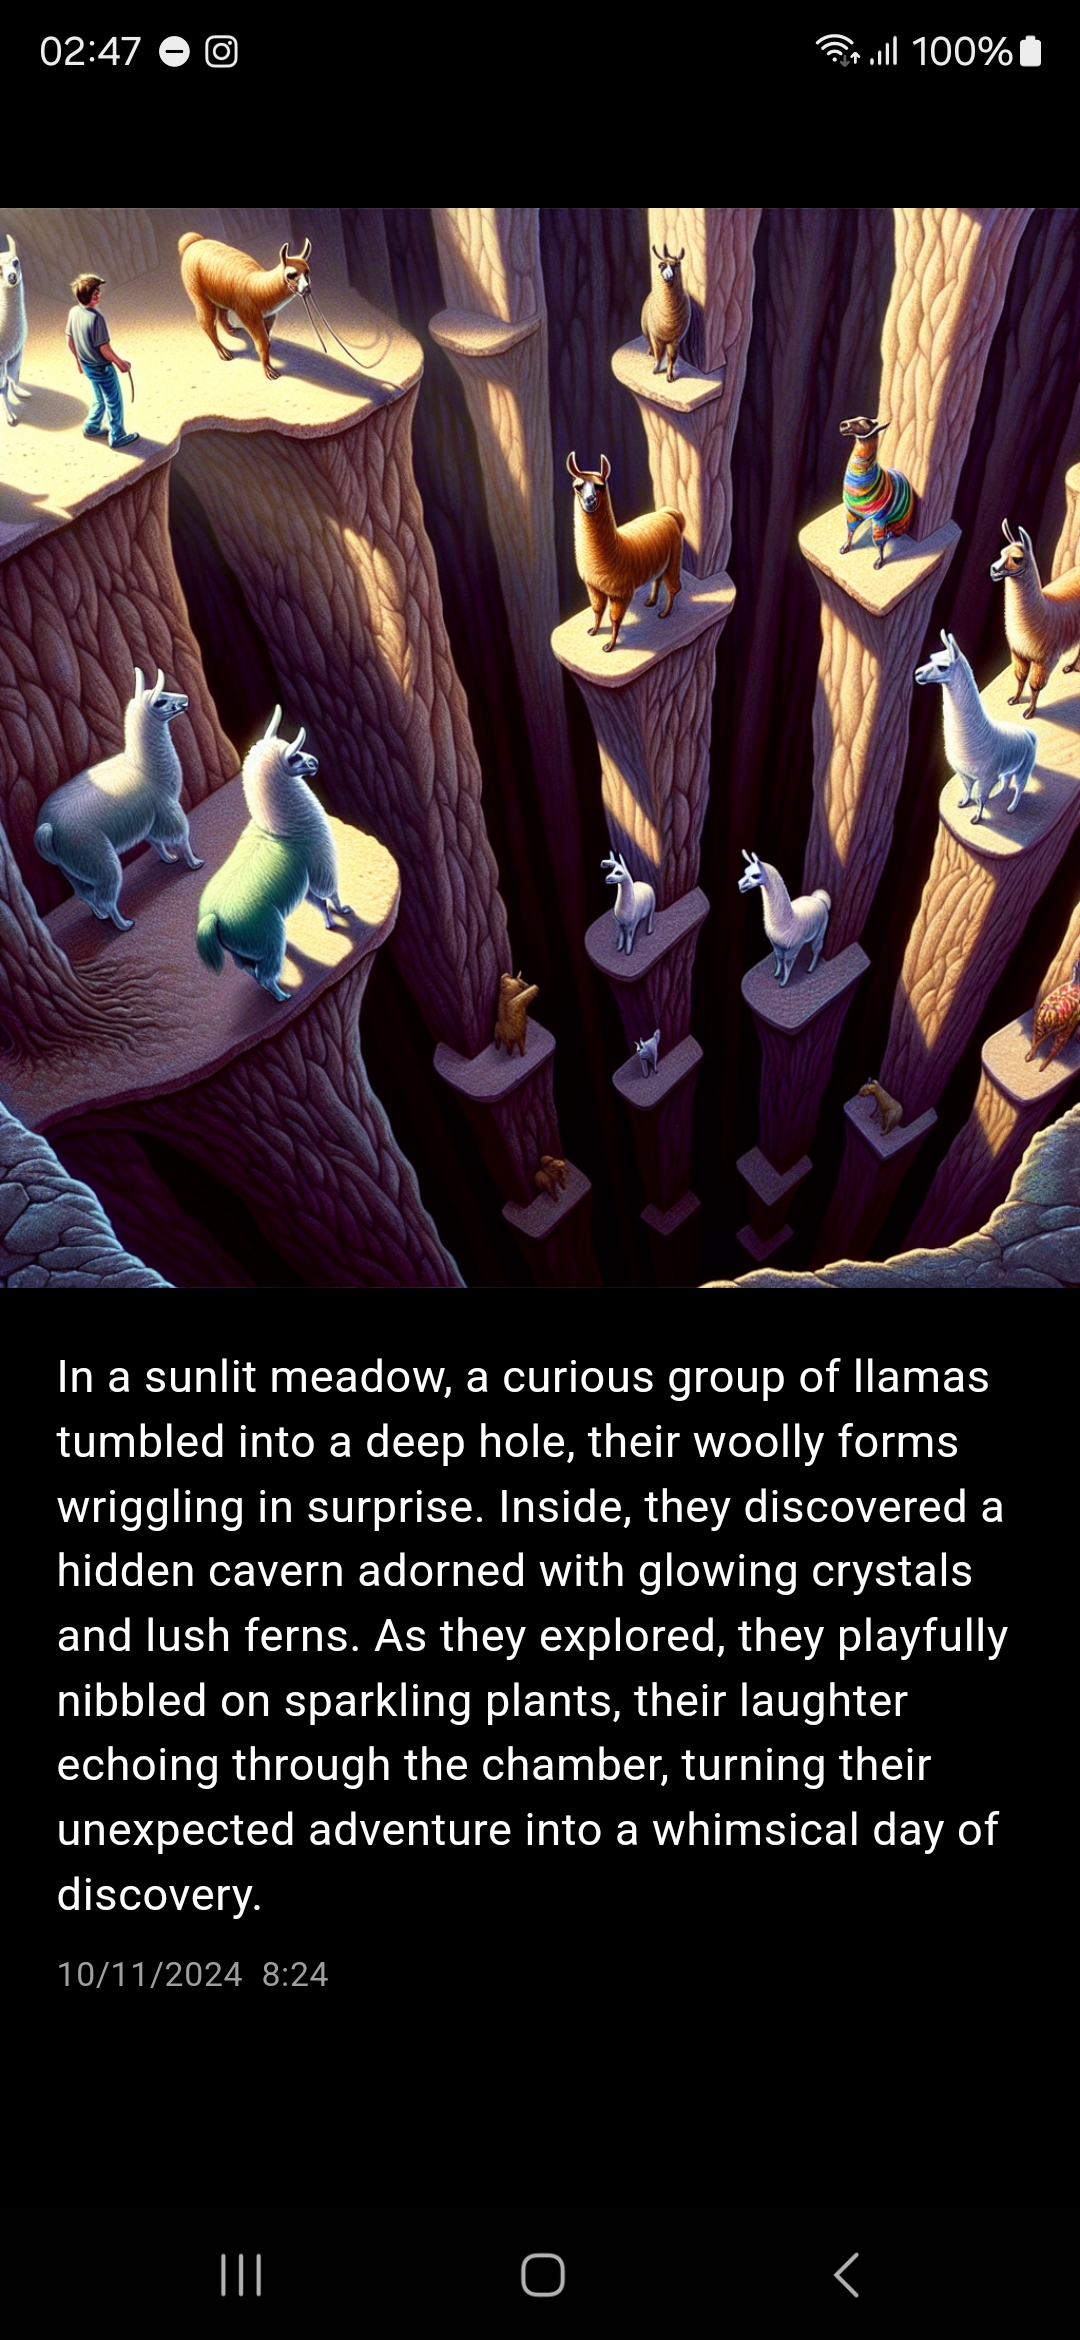 02:47 100%
In a sunlit meadow, a curious group of llamas
tumbled into a deep hole, their woolly forms
wriggling in surprise. Inside, they discovered a
hidden cavern adorned with glowing crystals
and lush ferns. As they explored, they playfully
nibbled on sparkling plants, their laughter
echoing through the chamber, turning their
unexpected adventure into a whimsical day of
discovery.
10/11/2024 8:24